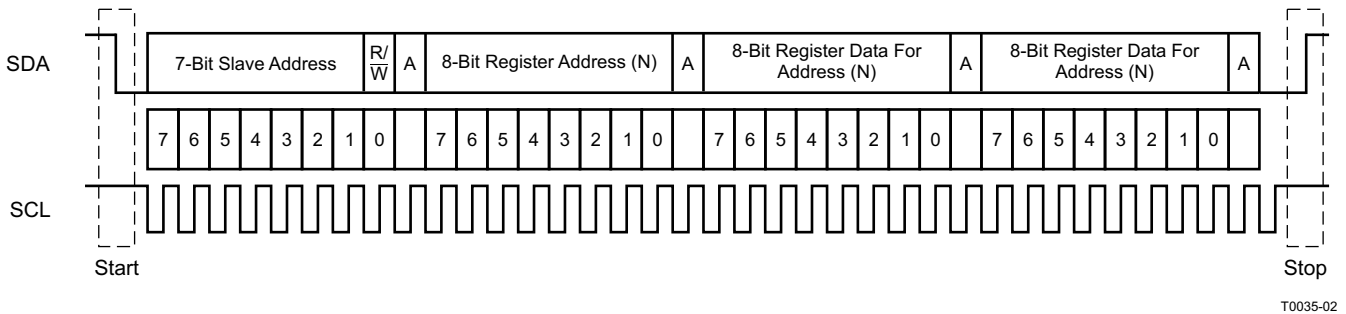 SDA
7-Bit Slave Address
R/
W
A
8-Bit Register Address (N)
A
8-Bit Register Data For
Address (N)
A
8-Bit Register Data For
Address (N)
A
7 6 5 4 3 2 1 0 7 6 5 4 3 2 1 0 7 6 5 4 3 2 1 0 7 6 5 4 3 2 1 0
SCL
Start
Stop
T0035-02